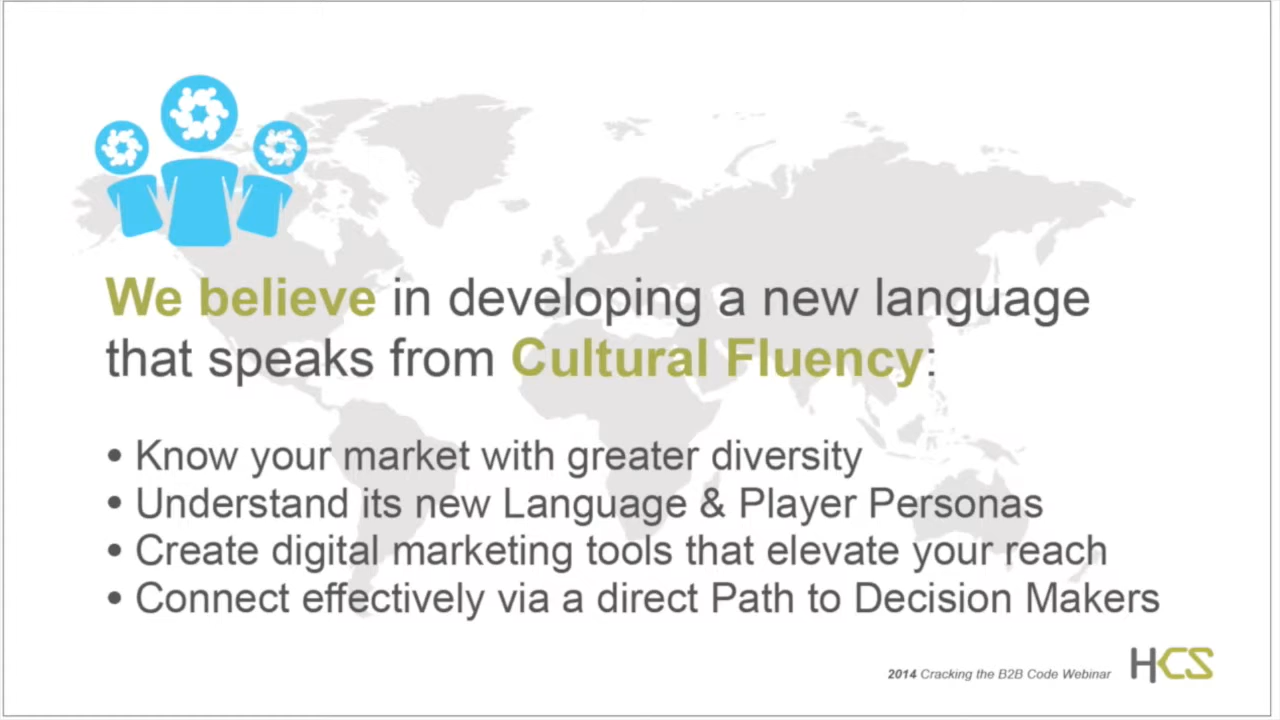 We believe in developing a new language
that speaks from Cultural Fluency:
• Know your market with greater diversity
• Understand its new Language & Player Personas
• Create digital marketing tools that elevate your reach
• Connect effectively via a direct Path to Decision Makers
2014 Cracking the B2B Code Webinar
HCS